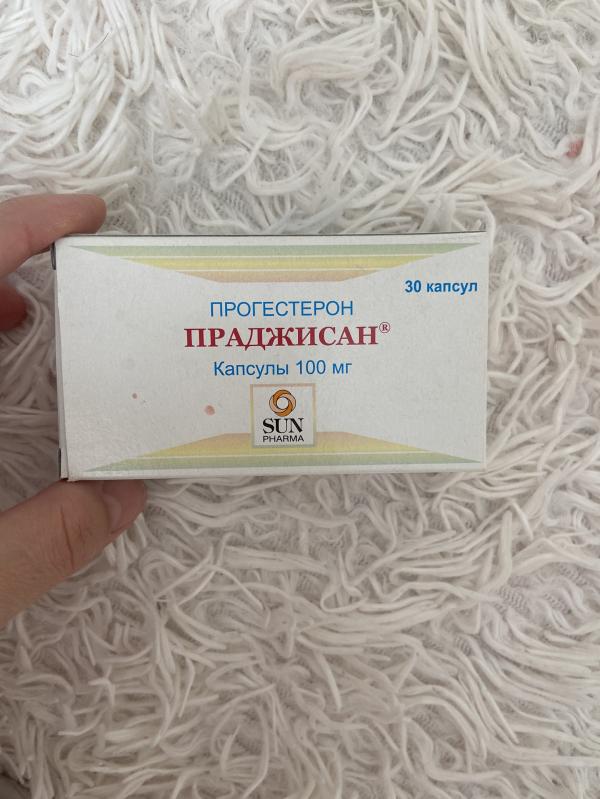 30 капсул
ПРОГЕСТЕРОН
ПРАДЖИСАН®
Капсулы 100 мг
SUN
PHARMA